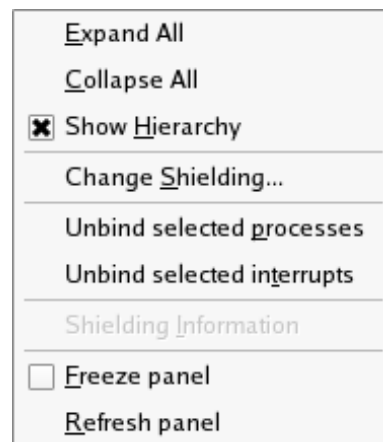 Expand All
Collapse All
Show Hierarchy
Change Shielding...
Unbind selected processes
Unbind selected interrupts
Shielding Information
Freeze panel
Refresh panel